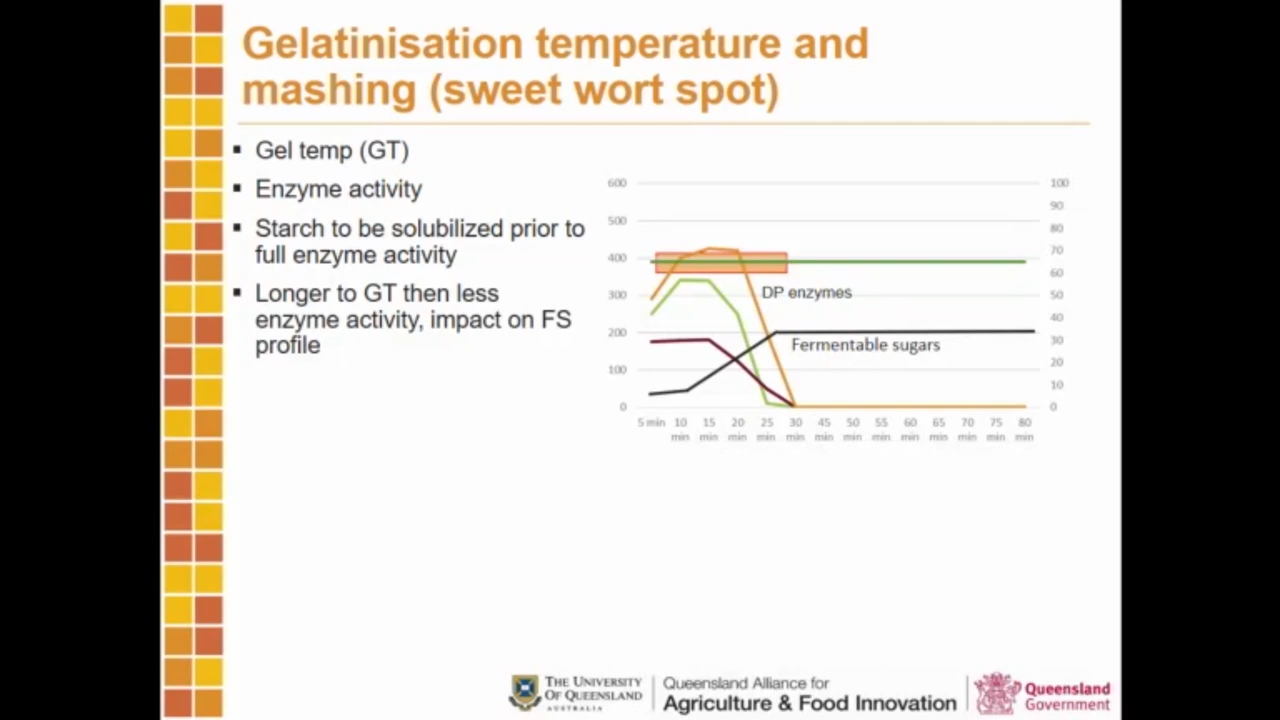 Gelatinisation temperature and
mashing (sweet wort spot)
▪ Gel temp (GT)
▪ Enzyme activity
▪ Starch to be solubilized prior to
full enzyme activity
▪ Longer to GT then less
enzyme activity, impact on FS
profile
600
500
400
300
200
100
0
100
90
80
70
60
50
40
30
20
10
0
DP enzymes
Fermentable sugars
5 min 10 15 20 25 30 45 50 55 60 65 70 75 80
min min min min min min min min min min min min min
THE UNIVERSITY
OF QUEENSLAND
AUSTRALIA
Queensland Alliance for
Agriculture & Food Innovation
Queensland
Government